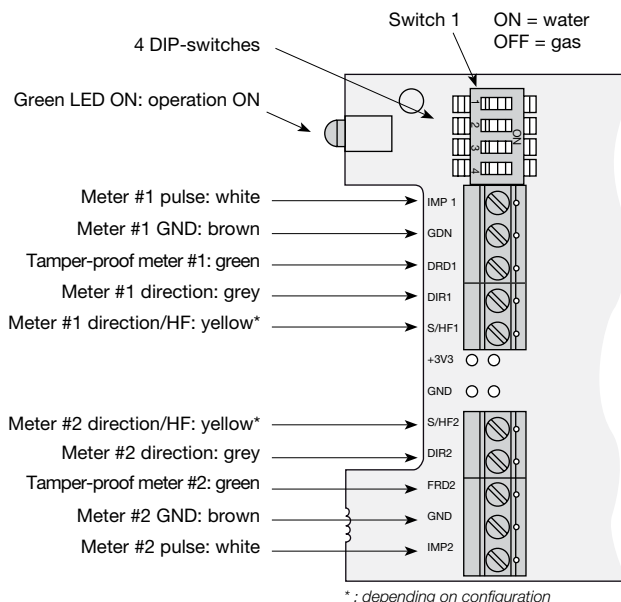 Switch 1 ON = water
OFF = gas
4 DIP-switches
Green LED ON: operation ON
1
2
3
4
ON
Meter #1 pulse: white IMP 1
Meter #1 GND: brown GDN
Tamper-proof meter #1: green DRD1
Meter #1 direction: grey DIR1
Meter #1 direction/HF: yellow* S/HF1
+3V3
GND
Meter #2 direction/HF: yellow* S/HF2
Meter #2 direction: grey DIR2
Tamper-proof meter #2: green FRD2
Meter #2 GND: brown GND
Meter #2 pulse: white IMP2
* : depending on configuration